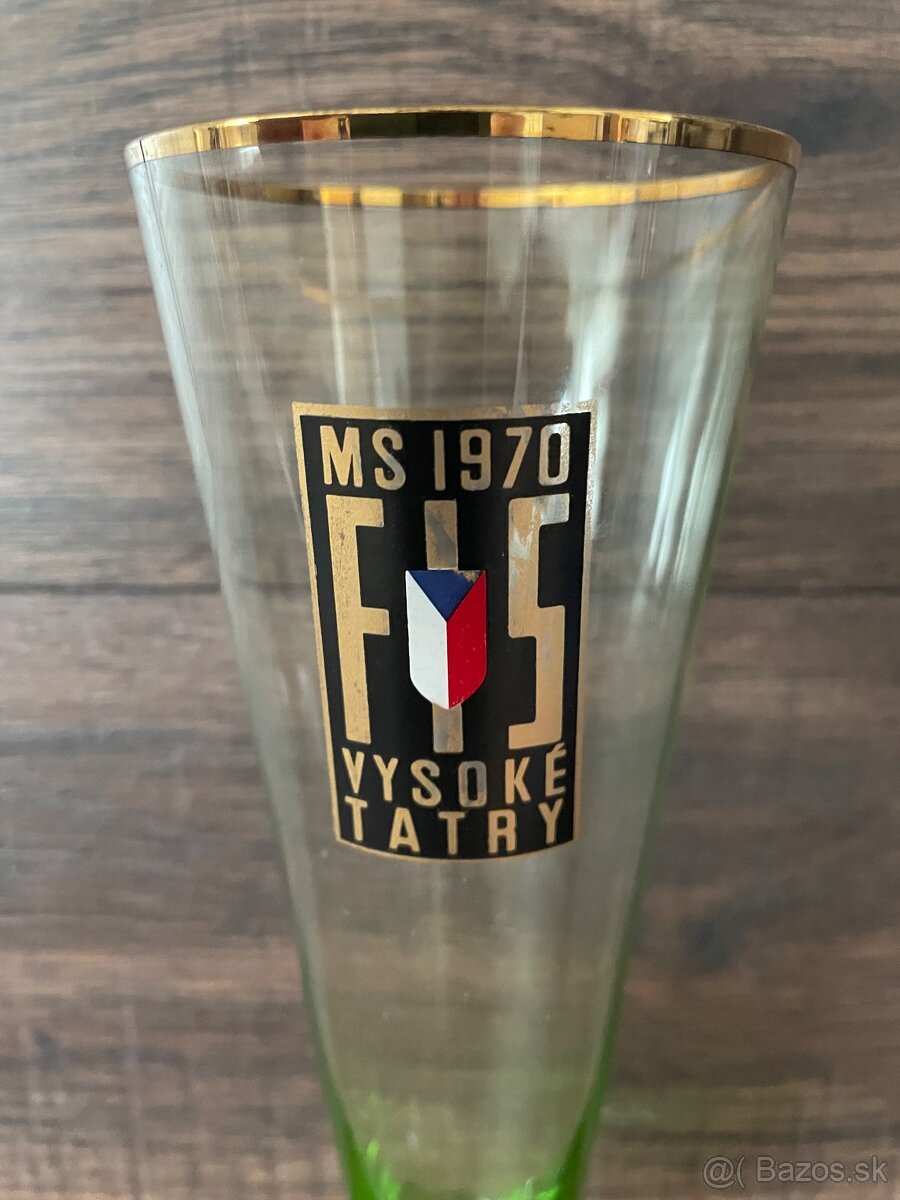 MS 1970
FIS
VYSOKÉ
TATRY
@( Bazos.sk